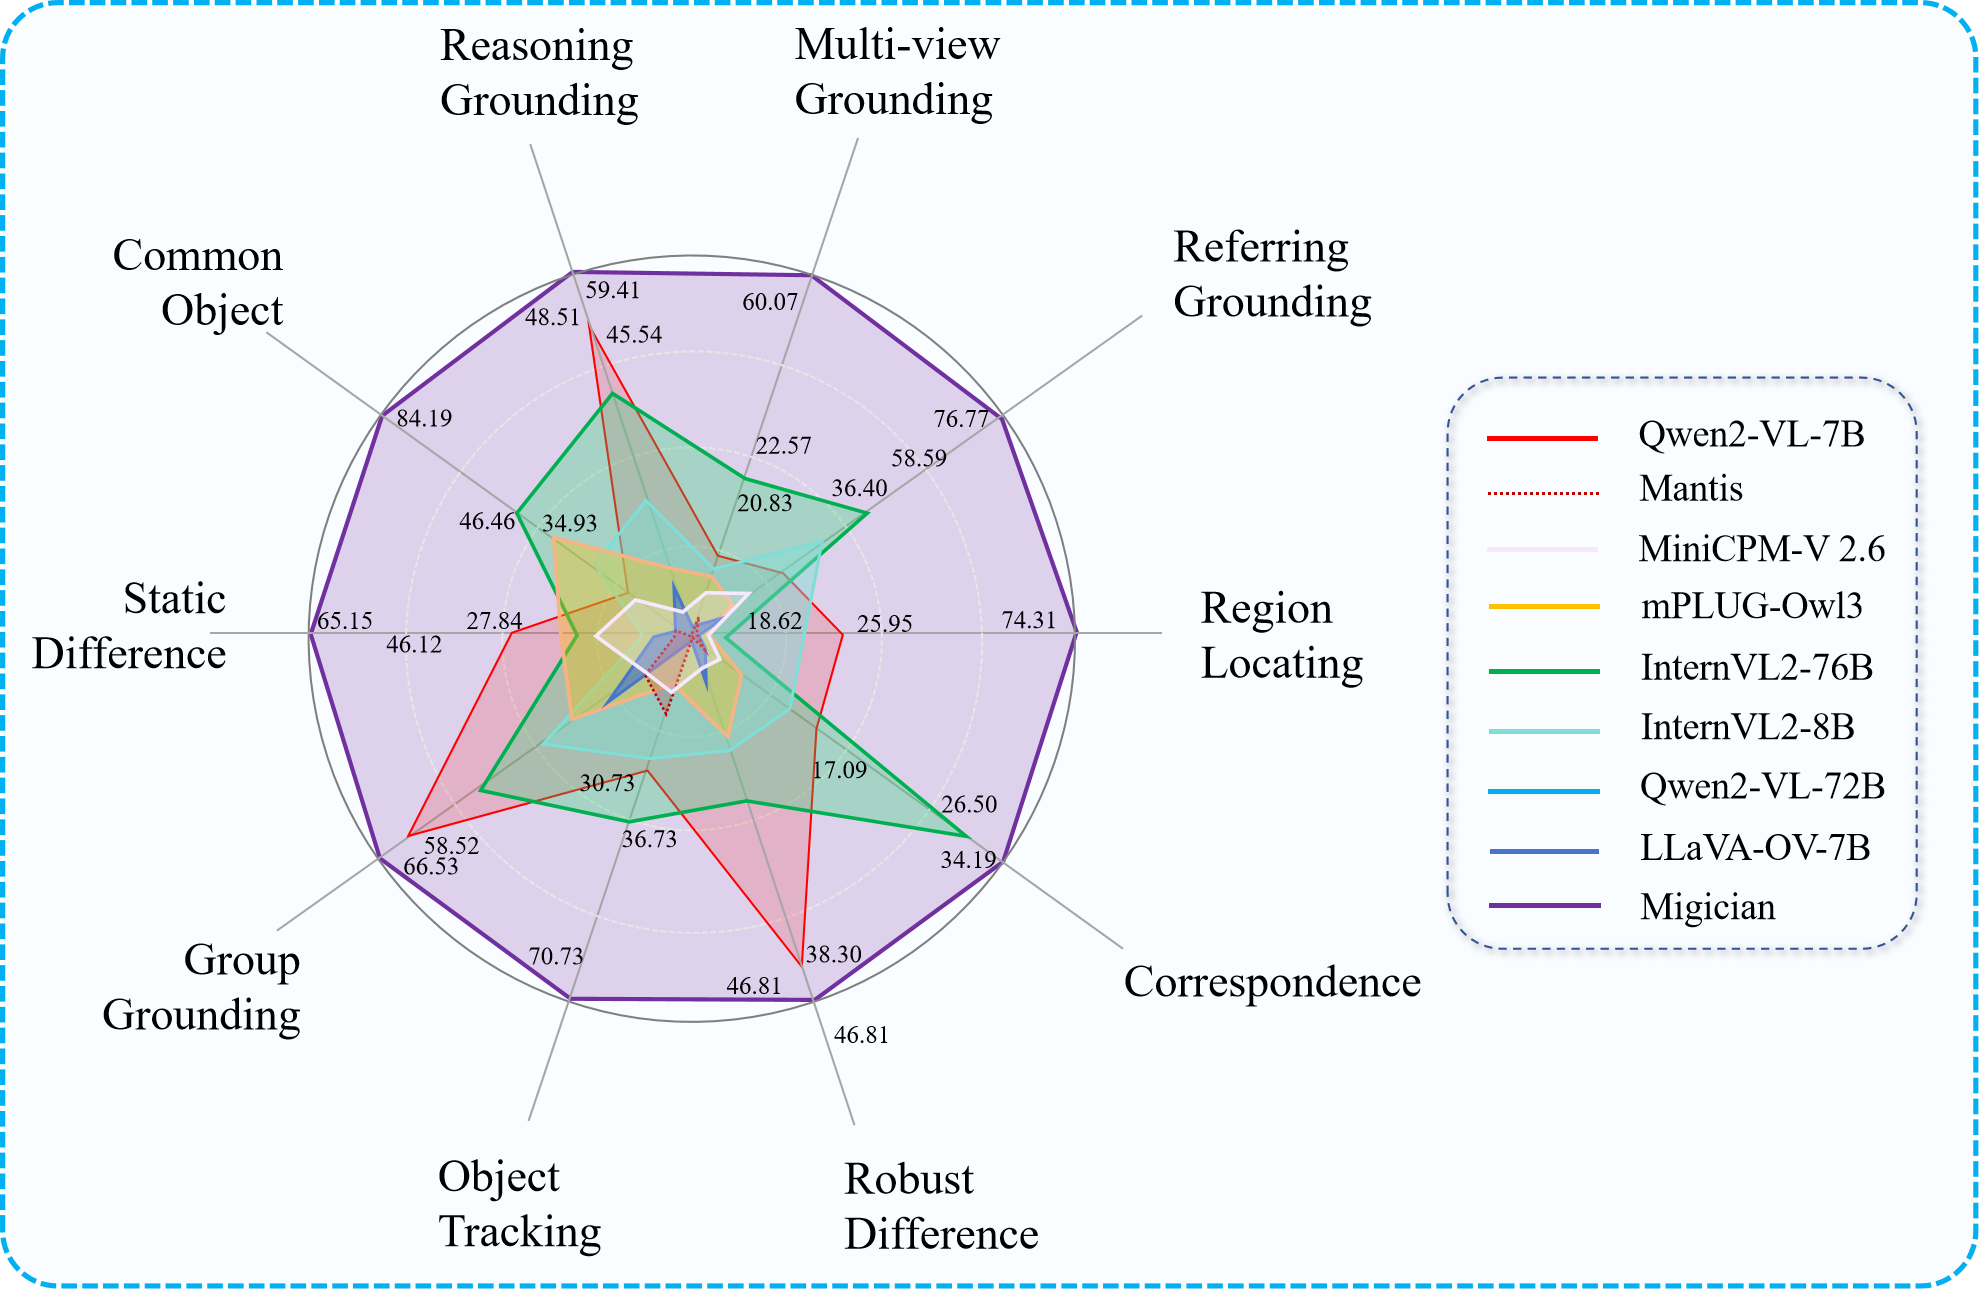 Reasoning
Grounding
Multi-view
Grounding
Referring
Grounding
Common
Object
59.41
60.07
48.51
45.54
84.19
76.77
22.57
58.59
36.40
20.83
46.46
34.93
Static
Difference
65.15
46.12
27.84
18.62
25.95
74.31
Region
Locating
30.73
17.09
36.73
26.50
58.52
66.53
34.19
70.73
38.30
46.81
46.81
Group
Grounding
Correspondence
Object
Tracking
Robust
Difference
Qwen2-VL-7B
Mantis
MiniCPM-V 2.6
mPLUG-Owl3
InternVL2-76B
InternVL2-8B
Qwen2-VL-72B
LLaVA-OV-7B
Migician